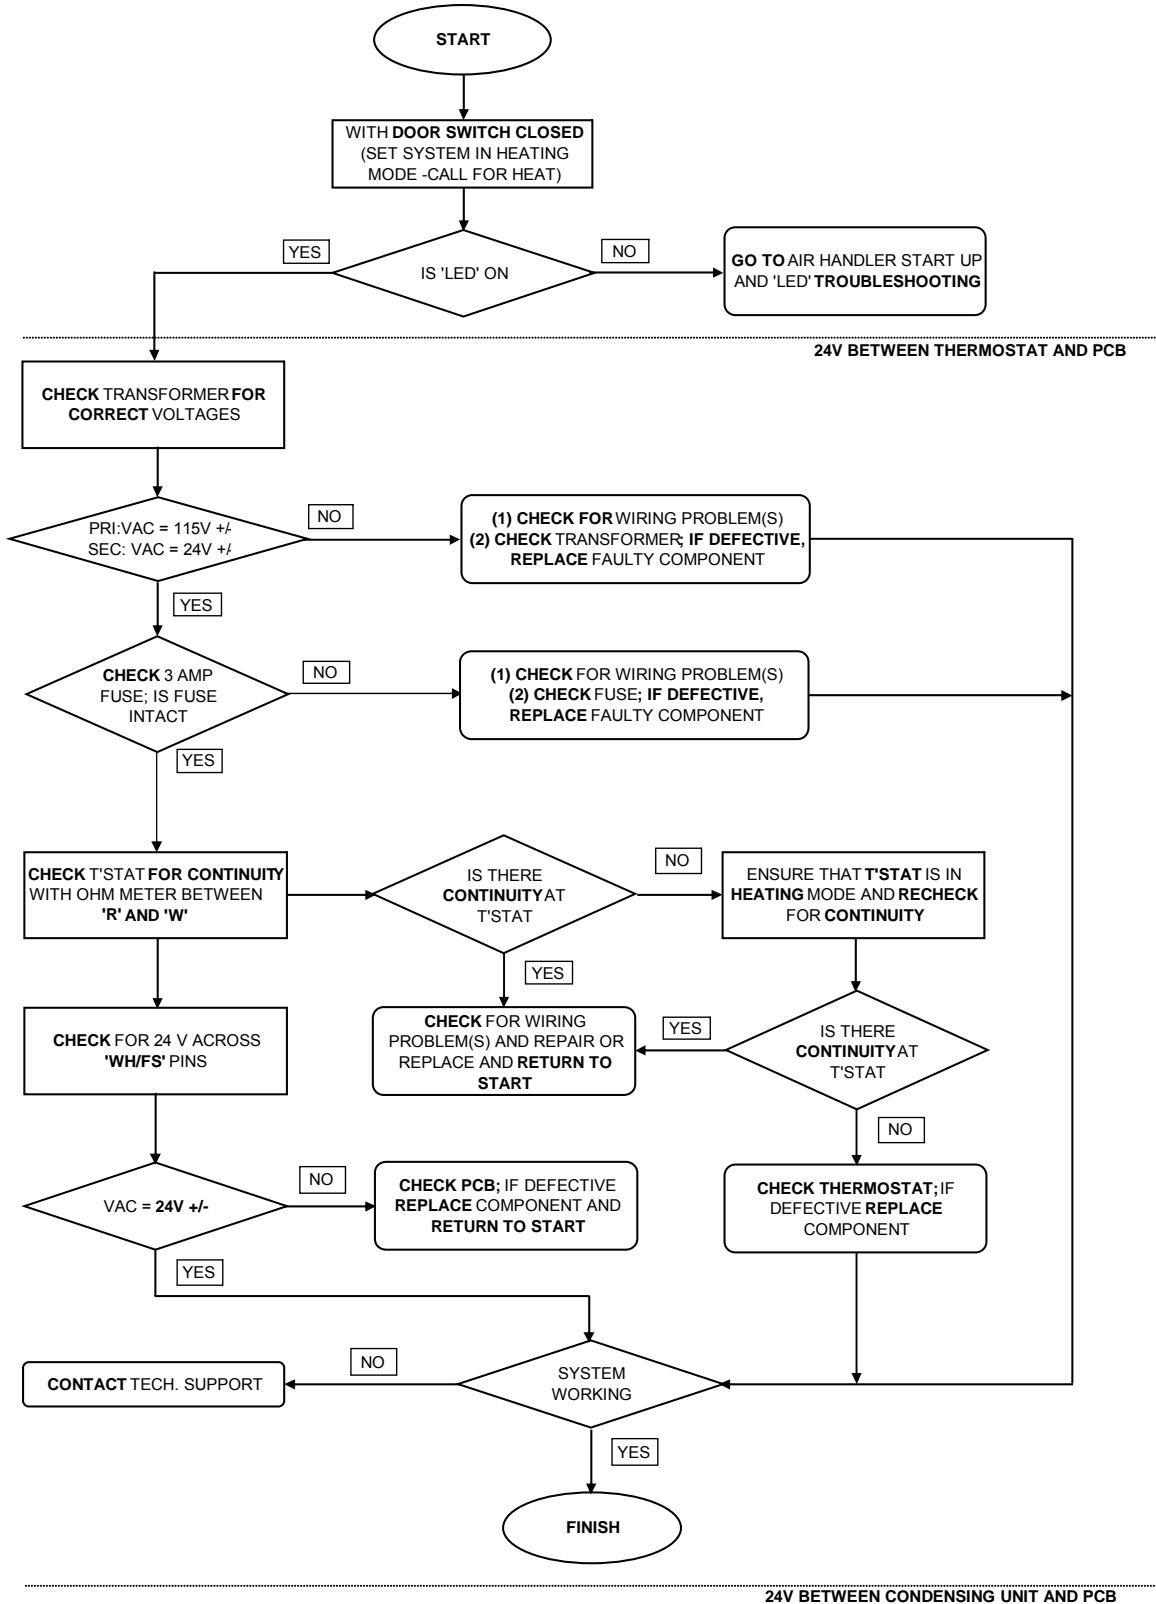 START
WITH DOOR SWITCH CLOSED
(SET SYSTEM IN HEATING
MODE -CALL FOR HEAT)
YES
NO
IS 'LED' ON
GO TO AIR HANDLER START UP
AND 'LED' TROUBLESHOOTING
24V BETWEEN THERMOSTAT AND PCB
CHECK TRANSFORMER FOR
CORRECT VOLTAGES
PRI:VAC = 115V +/-
SEC: VAC = 24V +/-
NO
(1) CHECK FOR WIRING PROBLEM(S)
(2) CHECK TRANSFORMER; IF DEFECTIVE,
REPLACE FAULTY COMPONENT
YES
CHECK 3 AMP
FUSE; IS FUSE
INTACT
NO
(1) CHECK FOR WIRING PROBLEM(S)
(2) CHECK FUSE; IF DEFECTIVE,
REPLACE FAULTY COMPONENT
YES
CHECK T'STAT FOR CONTINUITY
WITH OHM METER BETWEEN
'R' AND 'W'
IS THERE
CONTINUITY AT
T'STAT
NO
ENSURE THAT T'STAT IS IN
HEATING MODE AND RECHECK
FOR CONTINUITY
YES
CHECK FOR 24 V ACROSS
'WH/FS' PINS
CHECK FOR WIRING
PROBLEM(S) AND REPAIR OR
REPLACE AND RETURN TO
START
YES
IS THERE
CONTINUITY AT
T'STAT
NO
VAC = 24V +/-
NO
CHECK PCB; IF DEFECTIVE
REPLACE COMPONENT AND
RETURN TO START
CHECK THERMOSTAT; IF
DEFECTIVE REPLACE
COMPONENT
YES
CONTACT TECH. SUPPORT
NO
SYSTEM
WORKING
YES
FINISH
24V BETWEEN CONDENSING UNIT AND PCB